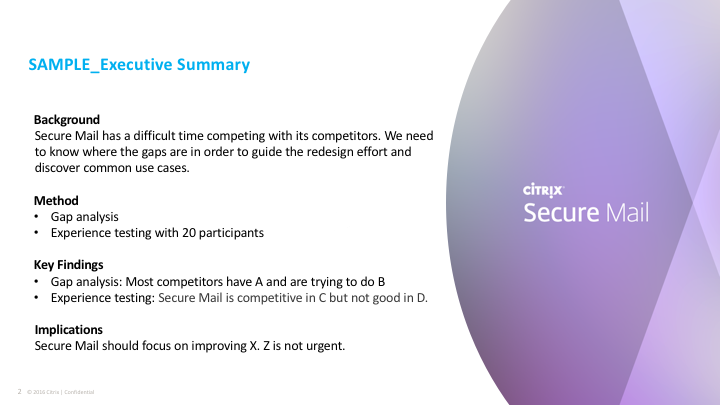 SAMPLE_Executive Summary
Background
Secure Mail has a difficult time competing with its competitors. We need
to know where the gaps are in order to guide the redesign effort and
discover common use cases.
Method
• Gap analysis
• Experience testing with 20 participants
Key Findings
• Gap analysis: Most competitors have A and are trying to do B
• Experience testing: Secure Mail is competitive in C but not good in D.
Implications
Secure Mail should focus on improving X. Z is not urgent.
CITRIX
Secure Mail
2 © 2016 Citrix | Confidential